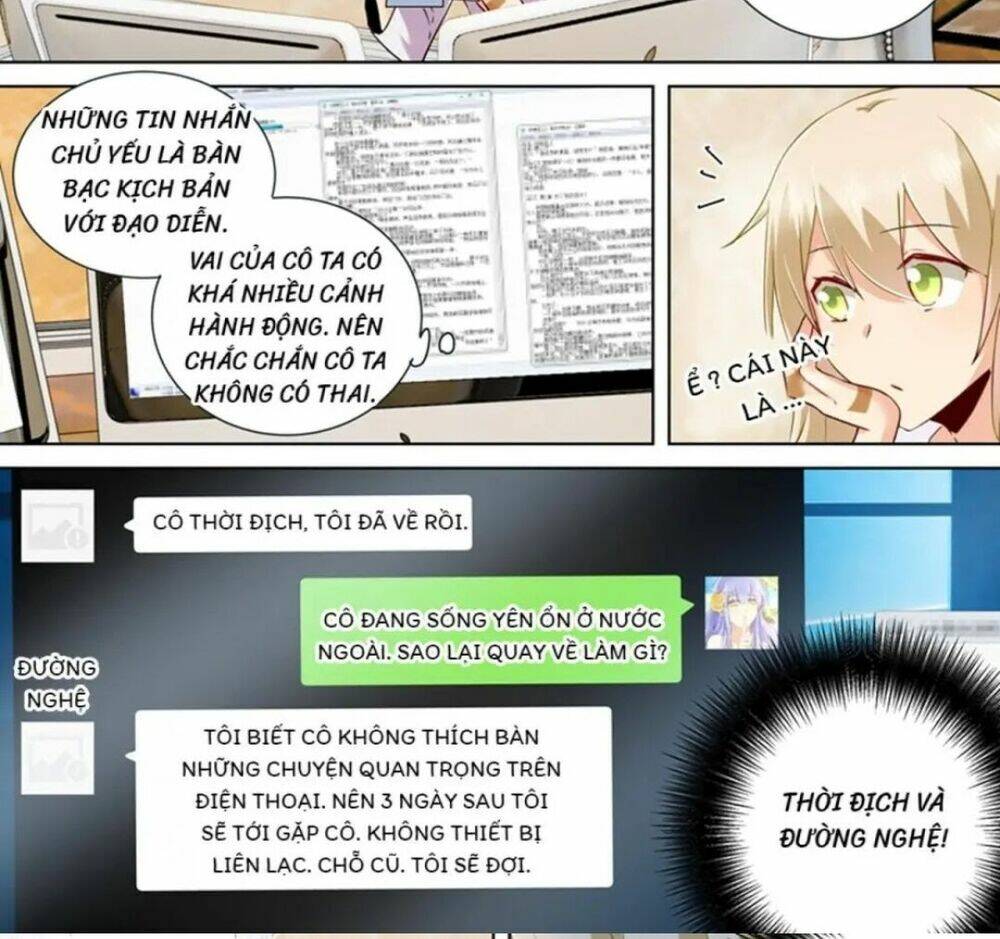 NHỮNG TIN NHẮN
CHỦ YẾU LÀ BÀN
BẠC KỊCH BẢN
VỚI ĐẠO DIỄN.
VAI CỦA CÔ TA CÓ
KHÁ NHIỀU CẢNH
HÀNH ĐỘNG. NÊN
CHẮC CHẮN CÔ TA
KHÔNG CÓ THAI.
Ể? CÁI NÀY
LÀ ...
CÔ THỜI ĐỊCH, TÔI ĐÃ VỀ RỒI.
CÔ ĐANG SỐNG YÊN ỔN Ở NƯỚC
NGOÀI. SAO LẠI QUAY VỀ LÀM GÌ?
ĐƯỜNG
NGHỆ
TÔI BIẾT CÔ KHÔNG THÍCH BÀN
NHỮNG CHUYỆN QUAN TRỌNG TRÊN
ĐIỆN THOẠI. NÊN 3 NGÀY SAU TÔI
SẼ TỚI GẶP CÔ. KHÔNG THIẾT BỊ
LIÊN LẠC. CHỖ CŨ. TÔI SẼ ĐỢI.
THỜI ĐỊCH VÀ
ĐƯỜNG NGHỆ!